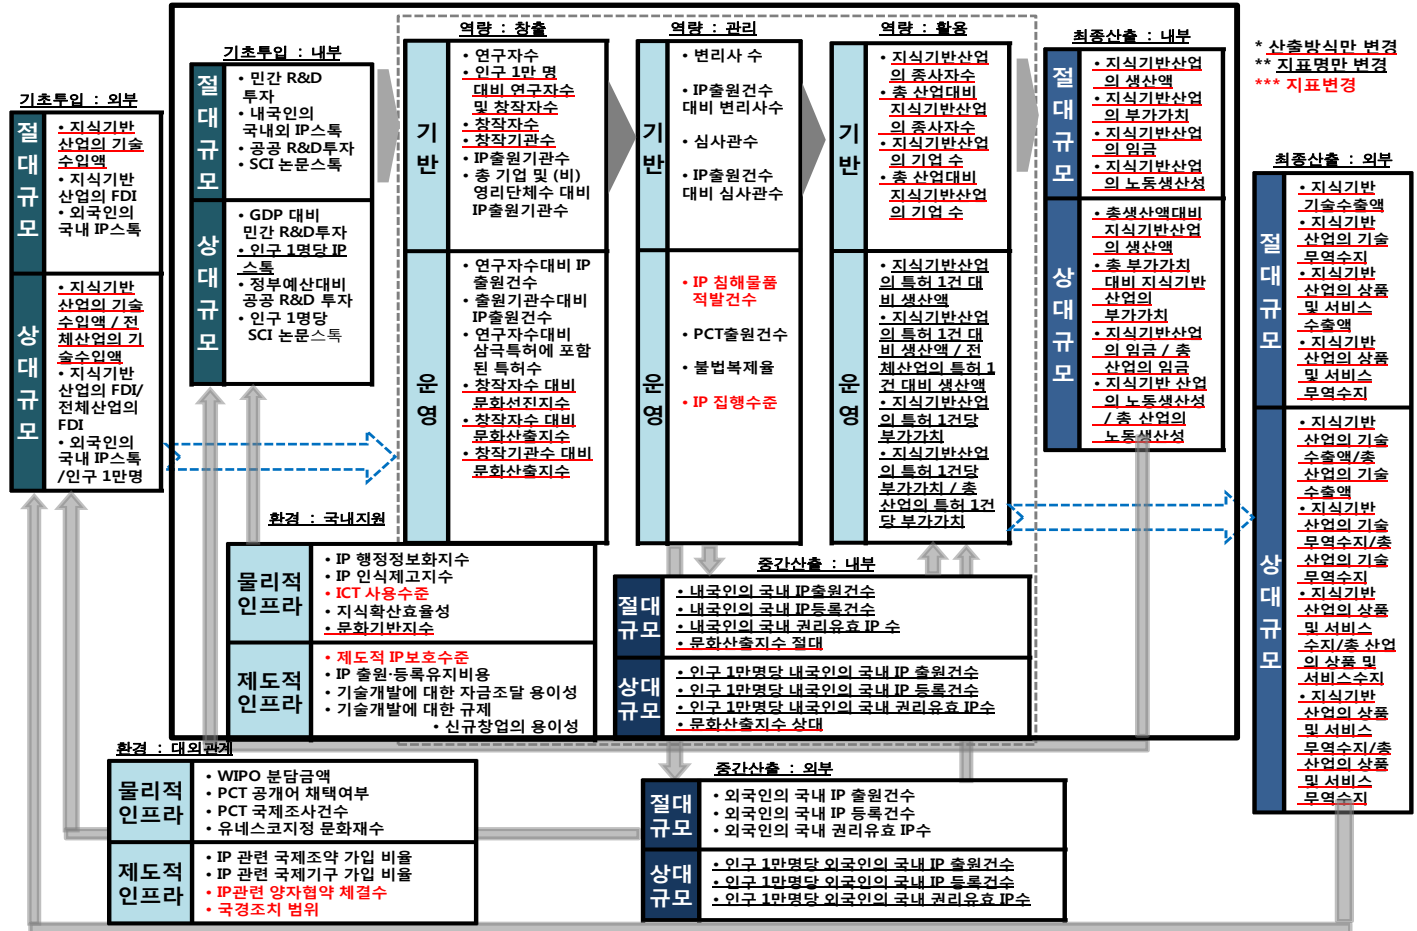 기초투입 : 외부
절대규모
• 지식기반
산업의 기술
수입액
• 지식기반
산업의 FDI
• 외국인의
국내 IP스톡
상대규모
• 지식기반
산업의 기술
수입액 / 전
체산업의 기
술수입액
• 지식기반
산업의 FDI/
전체산업의
FDI
• 외국인의
국내 IP스톡
/인구 1만명
기초투입 : 내부
절대규모
• 민간 R&D
투자
• 내국인의
국내외 IP스톡
• 공공 R&D투자
• SCI 논문스톡
상대규모
• GDP 대비
민간 R&D투자
• 인구 1명당 IP
스톡
• 정부예산대비
공공 R&D 투자
• 인구 1명당
SCI 논문스톡
역량 : 창출
기반
• 연구자수
• 인구 1만 명
대비 연구자수
및 창작자수
• 창작자수
• 창작기관수
• IP출원기관수
• 총 기업 및 (비)
영리단체수 대비
IP출원기관수
운영
• 연구자수대비 IP
출원건수
• 출원기관수대비
IP출원건수
• 연구자수대비
삼극특허에 포함
된 특허수
• 창작자수 대비
문화선진지수
• 창작자수 대비
문화산출지수
• 창작기관수 대비
문화산출지수
역량 : 관리
기반
• 변리사 수
• IP출원건수
대비 변리사수
• 심사관수
• IP출원건수
대비 심사관수
운영
• IP 침해물품
적발건수
• PCT출원건수
• 불법복제율
• IP 집행수준
역량 : 활용
기반
• 지식기반산업
의 종사자수
• 총 산업대비
지식기반산업
의 종사자수
• 지식기반산업
의 기업 수
• 총 산업대비
지식기반산업
의 기업 수
운영
• 지식기반산업
의 특허 1건 대
비 생산액
• 지식기반산업
의 특허 1건 대
비 생산액 / 전
체산업의 특허 1
건 대비 생산액
• 지식기반산업
의 특허 1건당
부가가치
• 지식기반산업
의 특허 1건당
부가가치 / 총
산업의 특허 1건
당 부가가치
최종산출 : 내부
절대규모
• 지식기반산업
의 생산액
• 지식기반산업
의 부가가치
• 지식기반산업
의 임금
• 지식기반산업
의 노동생산성
상대규모
• 총생산액대비
지식기반산업
의 생산액
• 총 부가가치
대비 지식기반
산업의
부가가치
• 지식기반산업
의 임금 / 총
산업의 임금
• 지식기반 산업
의 노동생산성
/ 총 산업의
노동생산성
* 산출방식만 변경
** 지표명만 변경
*** 지표변경
최종산출 : 외부
절대규모
• 지식기반
기술수출액
• 지식기반
산업의 기술
무역수지
• 지식기반
산업의 상품
및 서비스
수출액
• 지식기반
산업의 상품
및 서비스
무역수지
상대규모
• 지식기반
산업의 기술
수출액/총
산업의 기술
수출액
• 지식기반
산업의 기술
무역수지/총
산업의 기술
무역수지
• 지식기반
산업의 상품
및 서비스
수지/총 산업
의 상품 및
서비스수지
• 지식기반
산업의 상품
및 서비스
무역수지/총
산업의 상품
및 서비스
무역수지
환경 : 국내지원
물리적
인프라
• IP 행정정보화지수
• IP 인식제고지수
• ICT 사용수준
• 지식확산효율성
• 문화기반지수
제도적
인프라
• 제도적 IP보호수준
• IP 출원·등록유지비용
• 기술개발에 대한 자금조달 용이성
• 기술개발에 대한 규제
• 신규창업의 용이성
중간산출 : 내부
절대
규모
• 내국인의 국내 IP출원건수
• 내국인의 국내 IP등록건수
• 내국인의 국내 권리유효 IP 수
• 문화산출지수 절대
상대
규모
• 인구 1만명당 내국인의 국내 IP 출원건수
• 인구 1만명당 내국인의 국내 IP 등록건수
• 인구 1만명당 내국인의 국내 권리유효 IP수
• 문화산출지수 상대
환경 : 대외관계
물리적
인프라
• WIPO 분담금액
• PCT 공개어 채택여부
• PCT 국제조사건수
• 유네스코지정 문화재수
제도적
인프라
• IP 관련 국제조약 가입 비율
• IP 관련 국제기구 가입 비율
• IP관련 양자협약 체결수
• 국경조치 범위
중간산출 : 외부
절대
규모
• 외국인의 국내 IP 출원건수
• 외국인의 국내 IP 등록건수
• 외국인의 국내 권리유효 IP수
상대
규모
• 인구 1만명당 외국인의 국내 IP 출원건수
• 인구 1만명당 외국인의 국내 IP 등록건수
• 인구 1만명당 외국인의 국내 권리유효 IP수